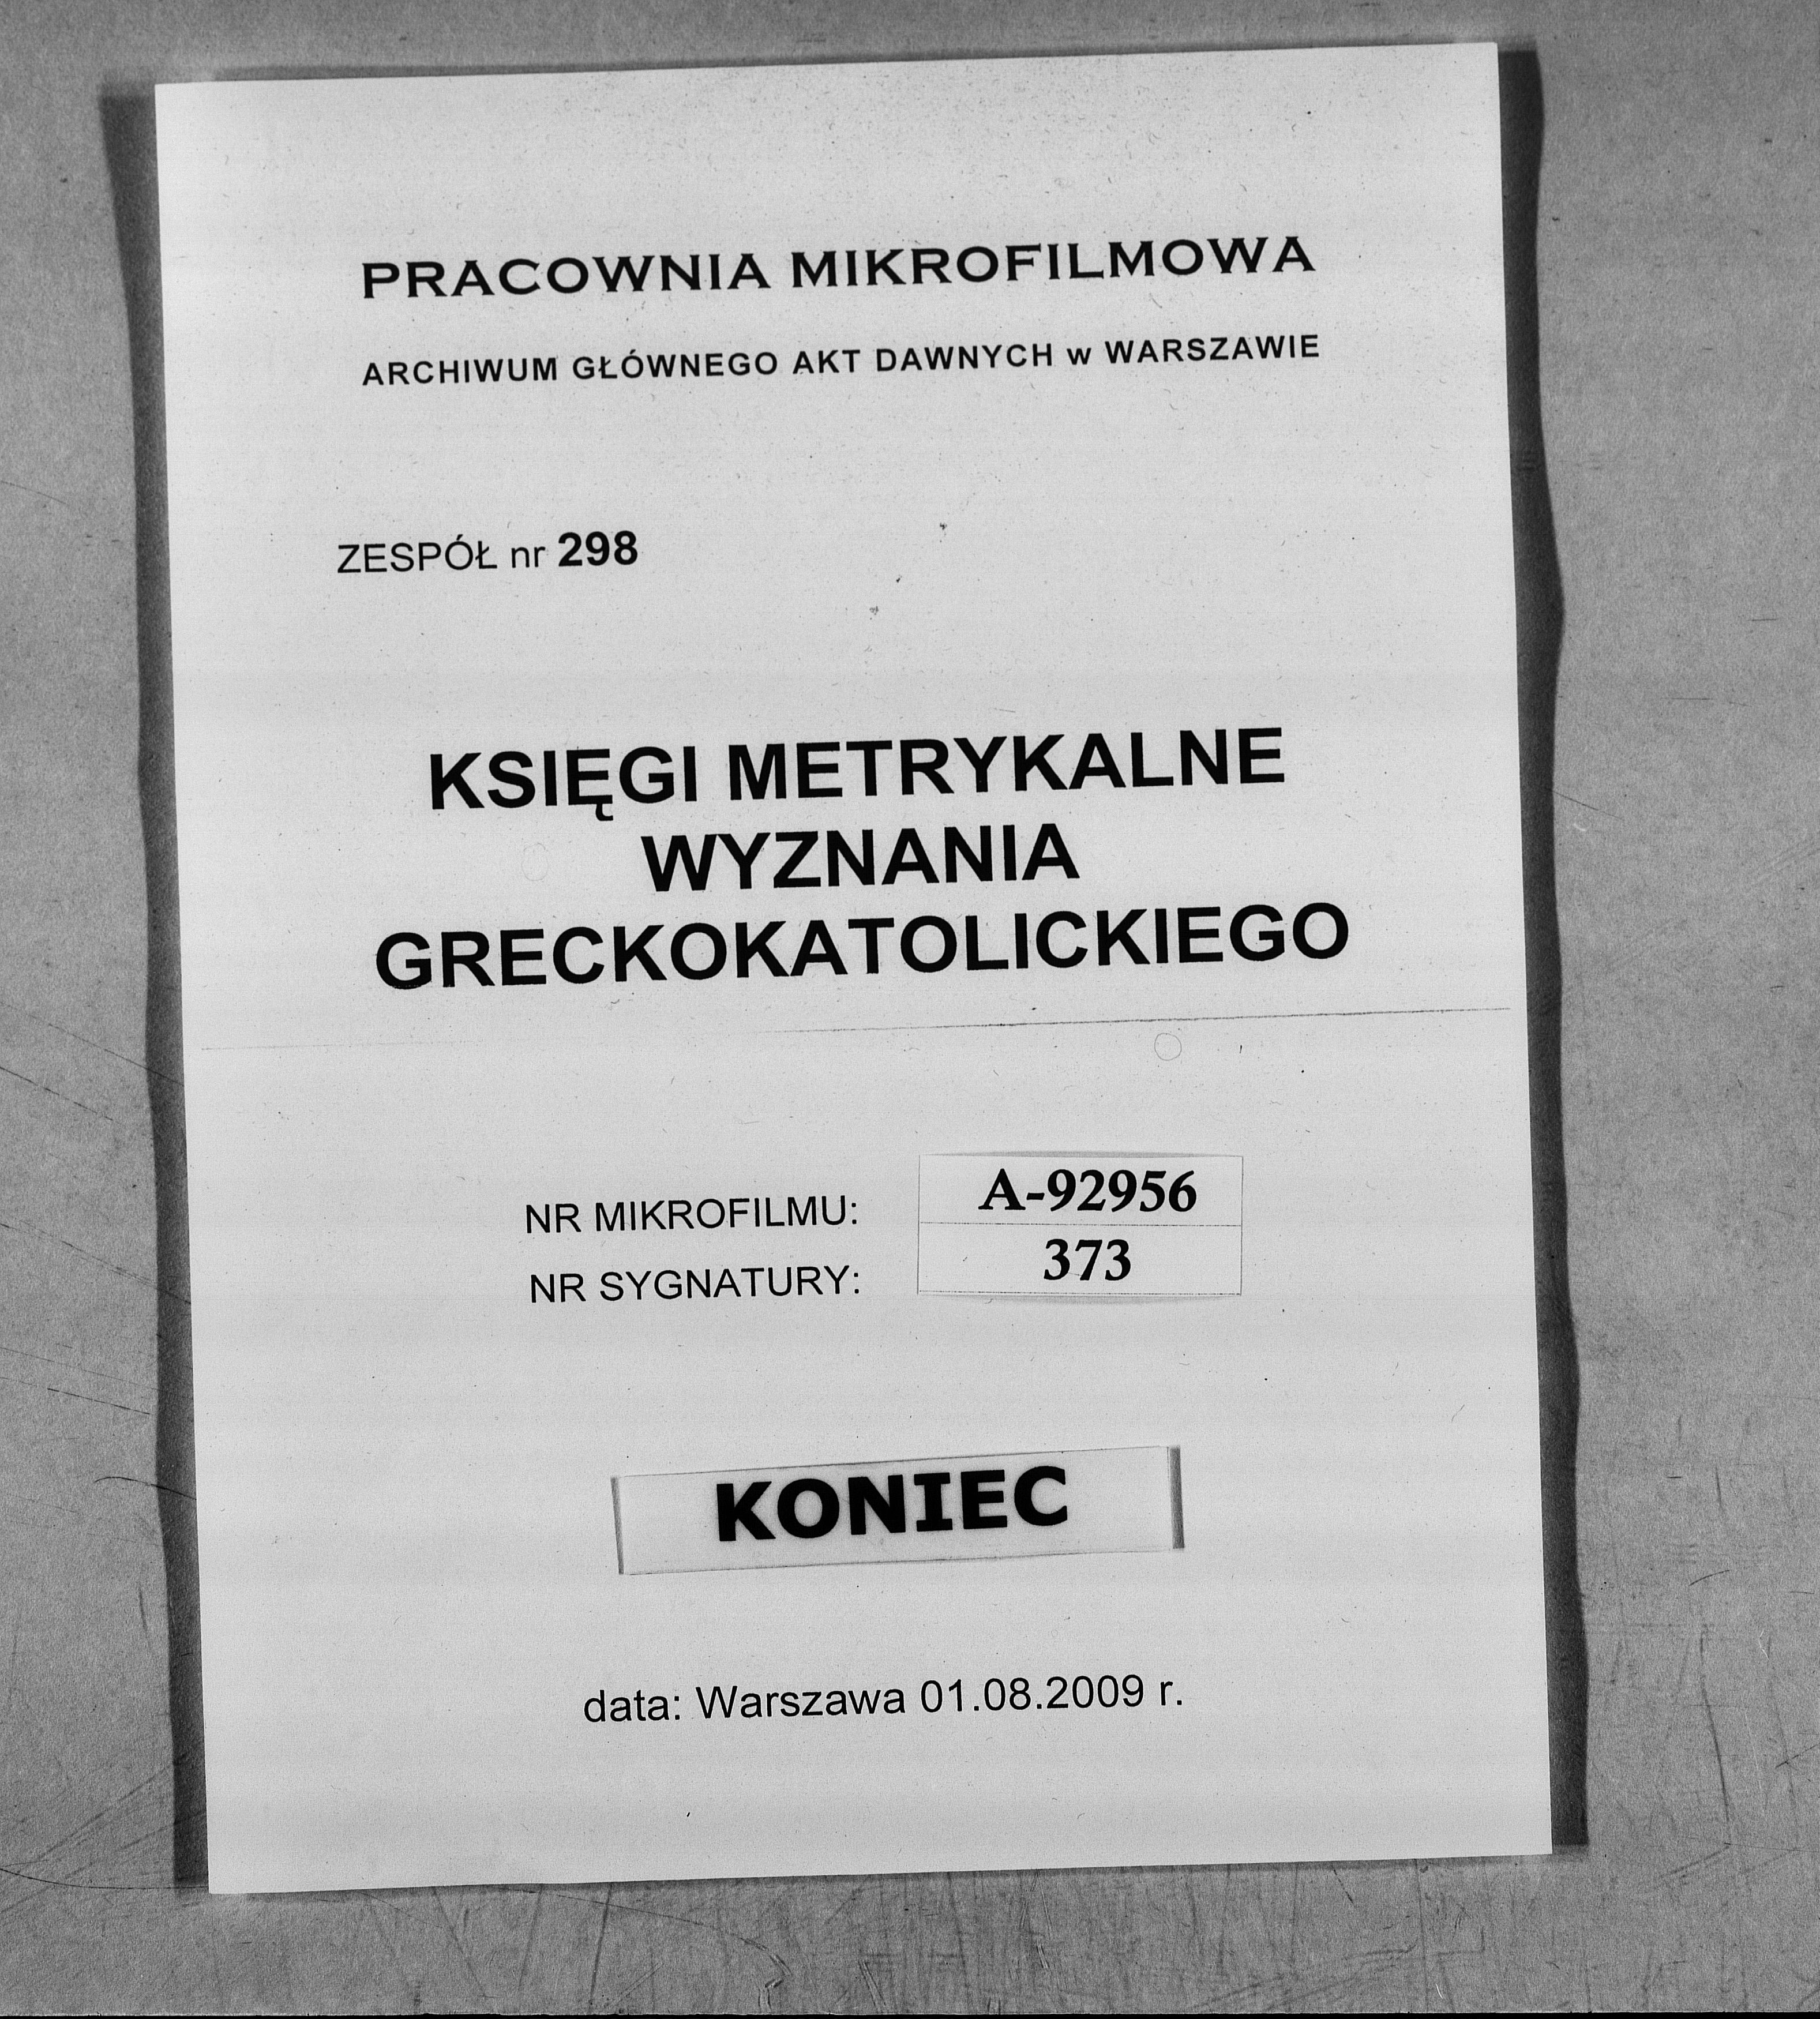 PRACOWNIA MIKROFILMOWA
ARCHIWUM GŁÓWNEGO AKT DAWNYCH w WARSZAWIE
ZESPÓŁ nr 298
KSIĘGI METRYKALNE
WYZNANIA
GRECKOKATOLICKIEGO
NR MIKROFILMU: A-92956
NR SYGNATURY: 373
KONIEC
data: Warszawa 01.08.2009 r.